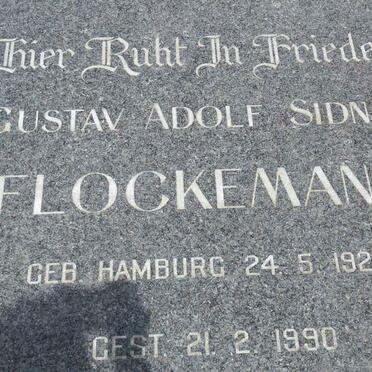 Hier Ruht In Friede
GUSTAV ADOLF SIDN
FLOCKEMAN
GEB. HAMBURG 24. 5. 192
GEST. 21. 2. 1990